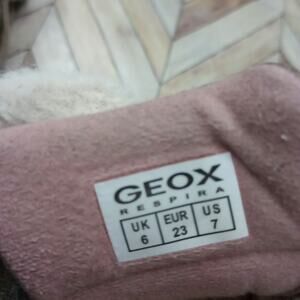 GEOX
RESPIRA
UK EUR US
6 23 7